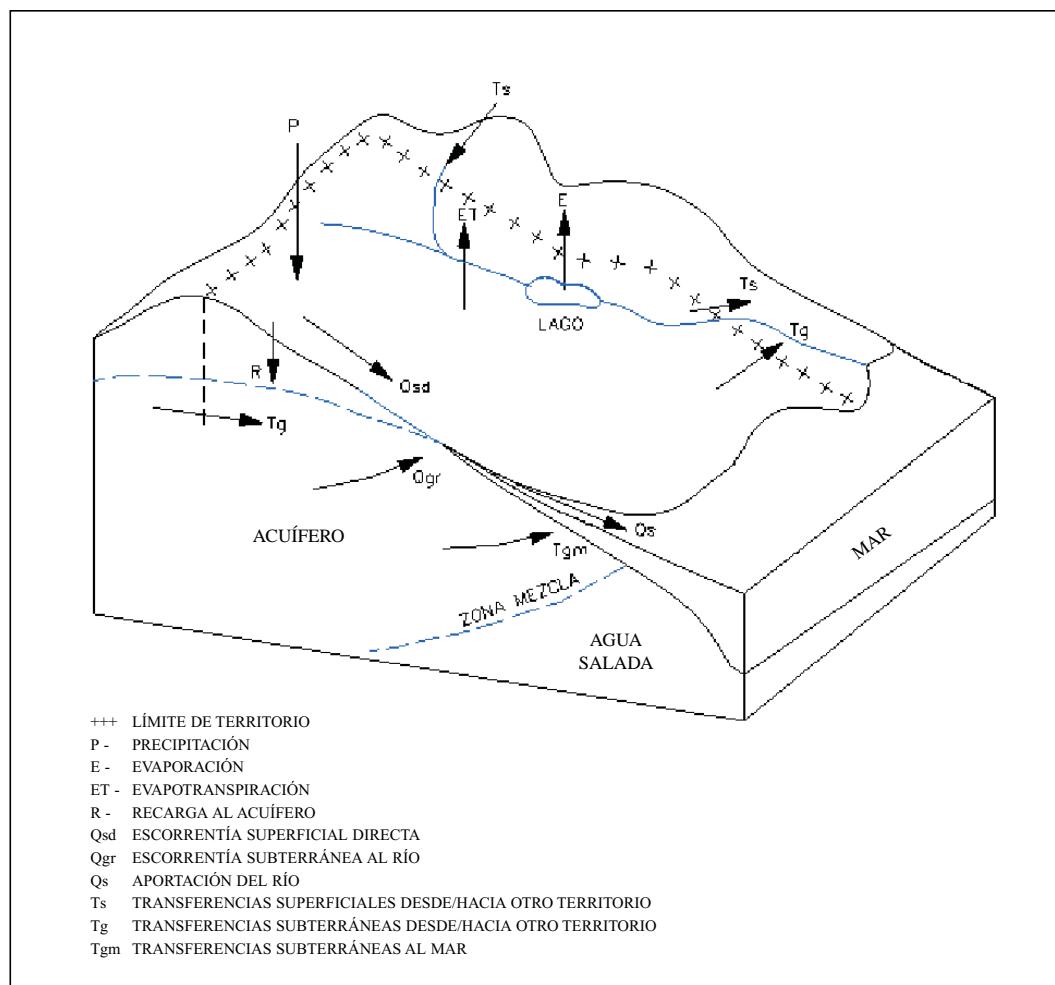 Ts
P
E
ET
Ts
LAGO
Tg
R
Qsd
Tg
Qgr
ACUÍFERO
Qs
MAR
Tgm
ZONA MEZCLA
AGUA
SALADA
+++ LÍMITE DE TERRITORIO
P - PRECIPITACIÓN
E - EVAPORACIÓN
ET - EVAPOTRANSPIRACIÓN
R - RECARGA AL ACUÍFERO
Qsd ESCORRENTÍA SUPERFICIAL DIRECTA
Qgr ESCORRENTÍA SUBTERRÁNEA AL RÍO
Qs APORTACIÓN DEL RÍO
Ts TRANSFERENCIAS SUPERFICIALES DESDE/HACIA OTRO TERRITORIO
Tg TRANSFERENCIAS SUBTERRÁNEAS DESDE/HACIA OTRO TERRITORIO
Tgm TRANSFERENCIAS SUBTERRÁNEAS AL MAR